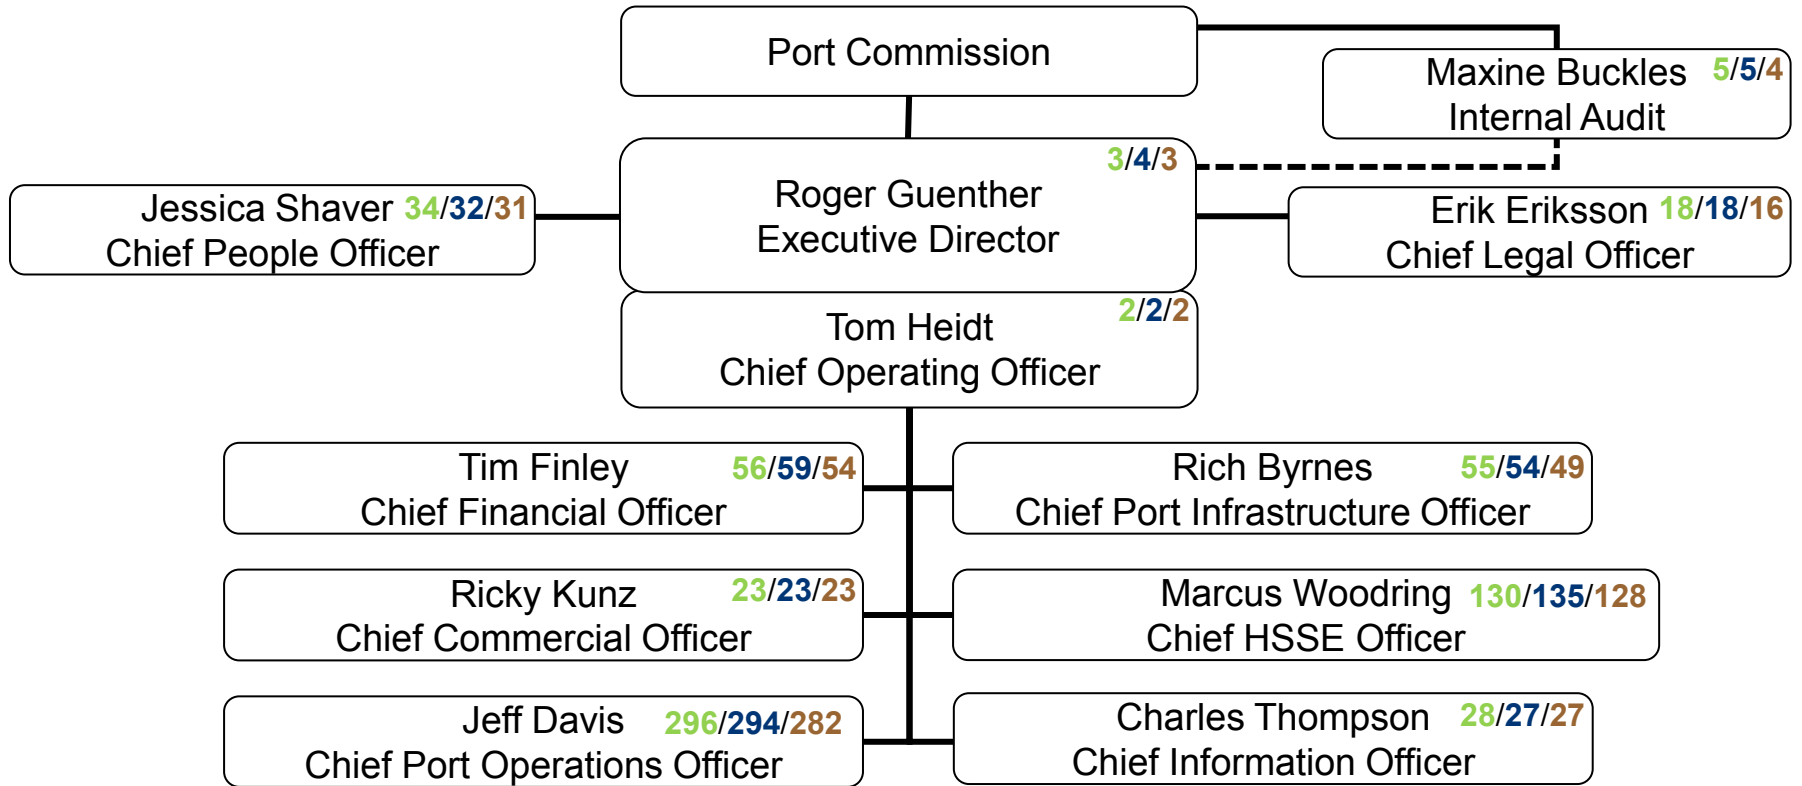 Port Commission
Maxine Buckles 5/5/4
Internal Audit
3/4/3
Roger Guenther
Executive Director
Jessica Shaver 34/32/31
Chief People Officer
Erik Eriksson 18/18/16
Chief Legal Officer
2/2/2
Tom Heidt
Chief Operating Officer
Tim Finley 56/59/54
Chief Financial Officer
Rich Byrnes 55/54/49
Chief Port Infrastructure Officer
Ricky Kunz 23/23/23
Chief Commercial Officer
Marcus Woodring 130/135/128
Chief HSSE Officer
Jeff Davis 296/294/282
Chief Port Operations Officer
Charles Thompson 28/27/27
Chief Information Officer